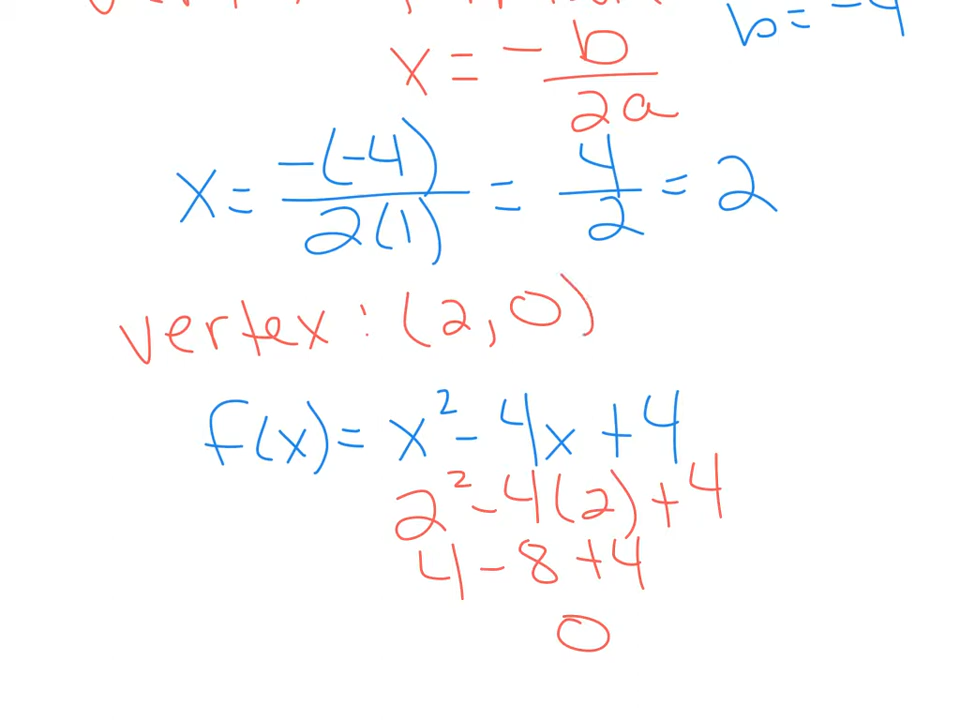 b = -4
x = - b/2a
x = -(-4)/2(1) = 4/2 = 2
vertex : (2, 0)
f(x) = x² - 4x + 4
2² - 4(2) + 4
4 - 8 + 4
0